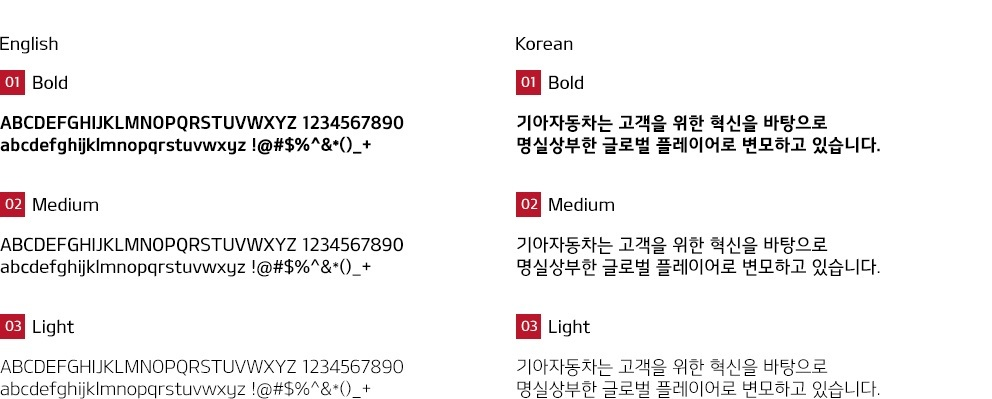 English
01 Bold
ABCDEFGHIJKLMNOPQRSTUVWXYZ 1234567890
abcdefghijklmnopqrstuvwxyz !@#$%^&*()_+
02 Medium
ABCDEFGHIJKLMNOPQRSTUVWXYZ 1234567890
abcdefghijklmnopqrstuvwxyz !@#$%^&*()_+
03 Light
ABCDEFGHIJKLMNOPQRSTUVWXYZ 1234567890
abcdefghijklmnopqrstuvwxyz !@#$%^&*()_+
Korean
01 Bold
기아자동차는 고객을 위한 혁신을 바탕으로
명실상부한 글로벌 플레이어로 변모하고 있습니다.
02 Medium
기아자동차는 고객을 위한 혁신을 바탕으로
명실상부한 글로벌 플레이어로 변모하고 있습니다.
03 Light
기아자동차는 고객을 위한 혁신을 바탕으로
명실상부한 글로벌 플레이어로 변모하고 있습니다.